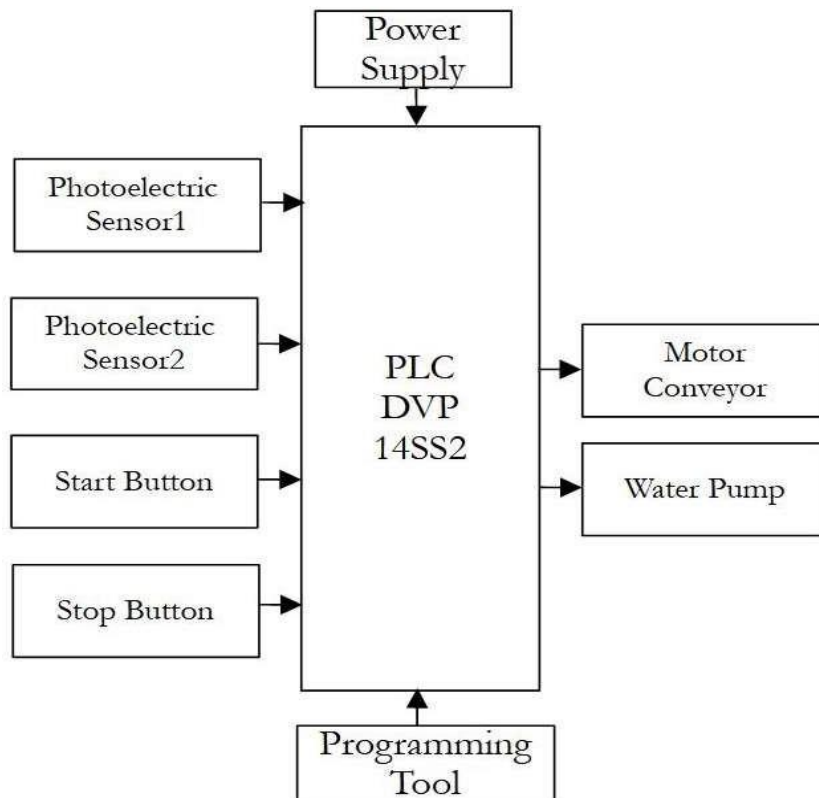 Power
Supply
Photoelectric
Sensor1
Photoelectric
Sensor2
Start Button
Stop Button
PLC
DVP
14SS2
Motor
Conveyor
Water Pump
Programming
Tool